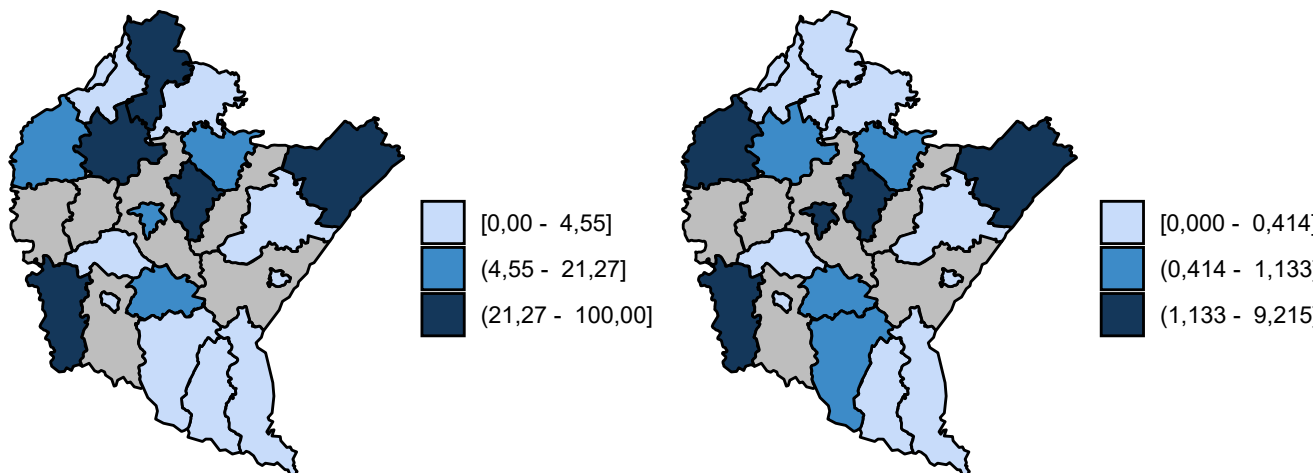 [0,00 - 4,55]
(4,55 - 21,27]
(21,27 - 100,00]
[0,000 - 0,414]
(0,414 - 1,133]
(1,133 - 9,215]